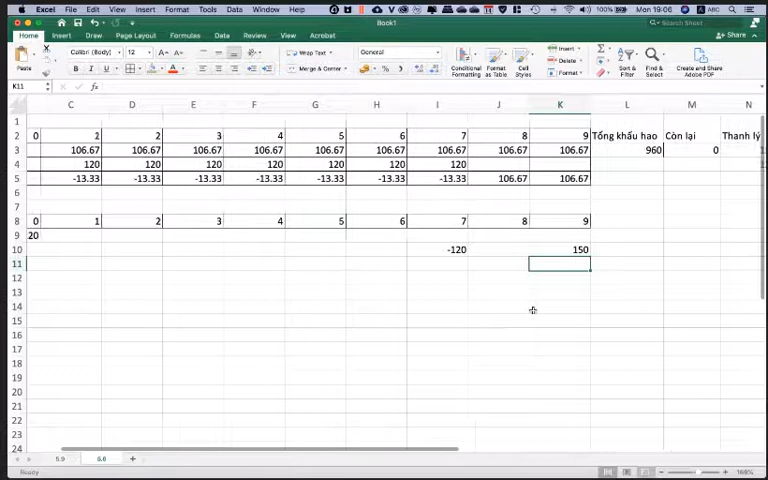 Excel File Edit View Insert Format Tools Data Window Help 100% Mon 19:06 ABC
Book1 Search Sheet
Home Insert Draw Page Layout Formulas Data Review View Acrobat Share
Paste Calibri (Body) 12 A A Wrap Text General Conditional Formatting Format as Table Cell Styles Insert Sort & Filter Find & Select Create and Share Adobe PDF
B I U A Merge & Center % Delete
Format
K11 fx
C D E F G H I J K L M N
1
2 0 2 2 3 4 5 6 7 8 9 Tổng khấu hao Còn lại Thanh lý
3 106.67 106.67 106.67 106.67 106.67 106.67 106.67 106.67 106.67 960 0
4 120 120 120 120 120 120 120
5 -13.33 -13.33 -13.33 -13.33 -13.33 -13.33 -13.33 106.67 106.67
6
7
8 0 1 2 3 4 5 6 7 8 9
9 20
10 -120 150
11
12
13
14
15
16
17
18
19
20
21
22
23
24
5.9 +
Ready 168%